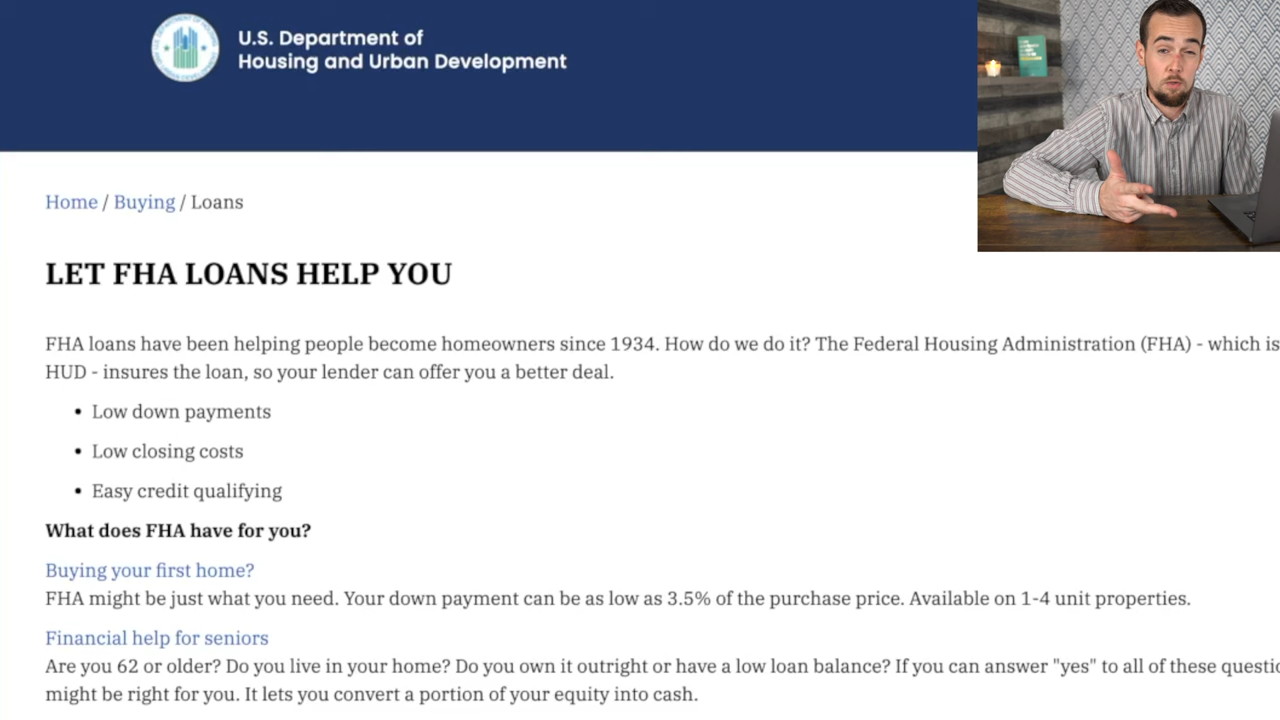 U.S. Department of
Housing and Urban Development
Home / Buying / Loans
LET FHA LOANS HELP YOU
FHA loans have been helping people become homeowners since 1934. How do we do it? The Federal Housing Administration (FHA) - which is
HUD - insures the loan, so your lender can offer you a better deal.
• Low down payments
• Low closing costs
• Easy credit qualifying
What does FHA have for you?
Buying your first home?
FHA might be just what you need. Your down payment can be as low as 3.5% of the purchase price. Available on 1-4 unit properties.
Financial help for seniors
Are you 62 or older? Do you live in your home? Do you own it outright or have a low loan balance? If you can answer "yes" to all of these
might be right for you. It lets you convert a portion of your equity into cash.